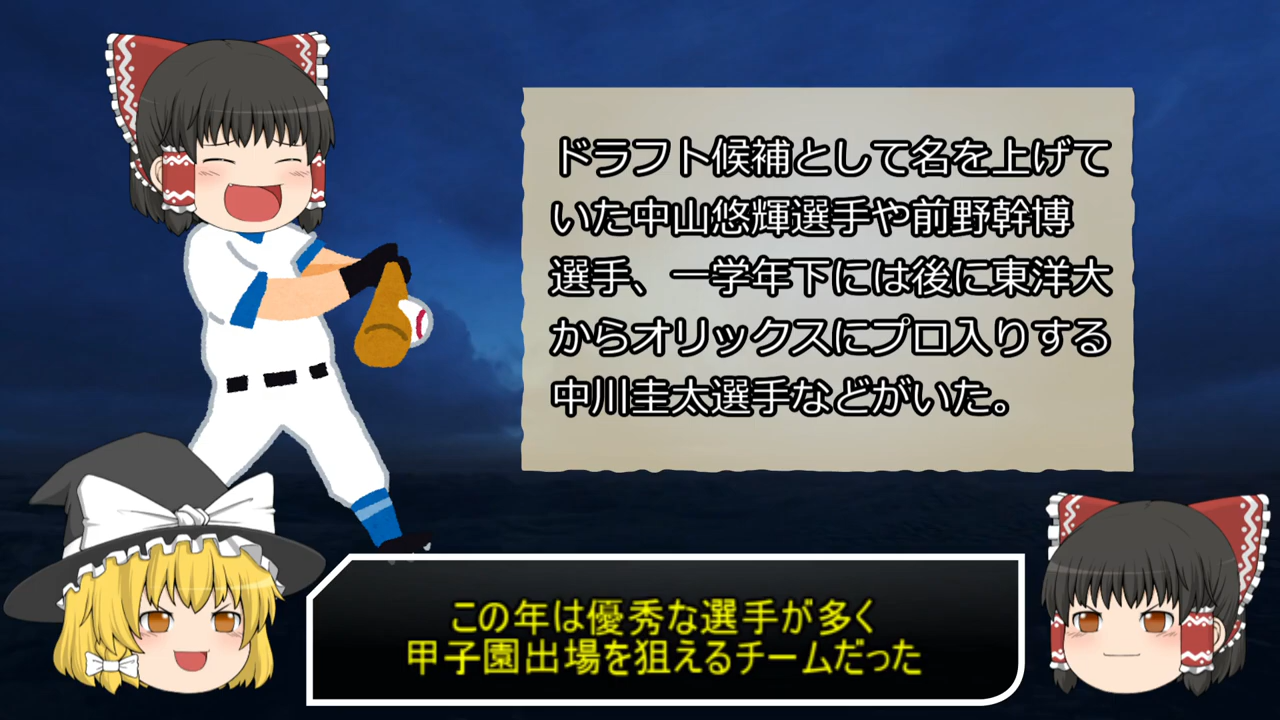 ドラフト候補として名を上げて
いた中山悠輝選手や前野幹博
選手、一学年下には後に東洋大
からオリックスにプロ入りする
中川圭太選手などがいた。
この年は優秀な選手が多く
甲子園出場を狙えるチームだった